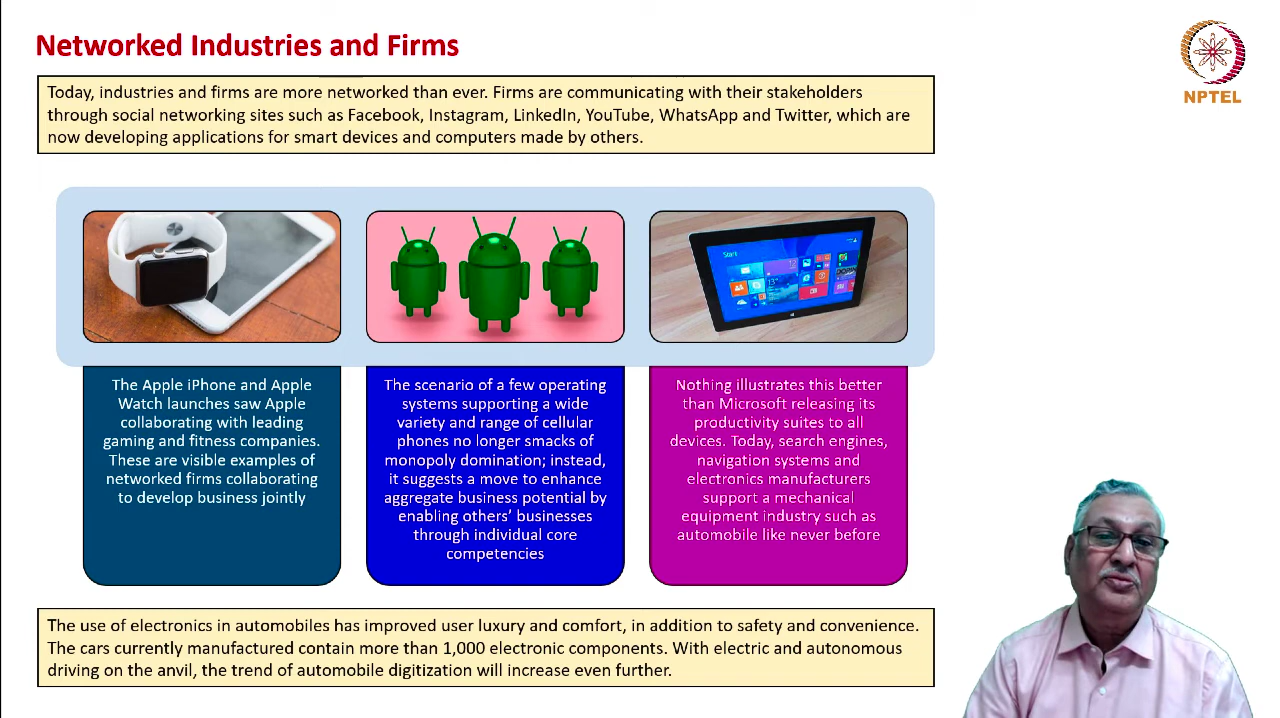 Networked Industries and Firms
NPTEL
Today, industries and firms are more networked than ever. Firms are communicating with their stakeholders
through social networking sites such as Facebook, Instagram, LinkedIn, YouTube, WhatsApp and Twitter, which are
now developing applications for smart devices and computers made by others.
Start
The Apple iPhone and Apple
Watch launches saw Apple
collaborating with leading
gaming and fitness companies.
These are visible examples of
networked firms collaborating
to develop business jointly
The scenario of a few operating
systems supporting a wide
variety and range of cellular
phones no longer smacks of
monopoly domination; instead,
it suggests a move to enhance
aggregate business potential by
enabling others’ businesses
through individual core
competencies
Nothing illustrates this better
than Microsoft releasing its
productivity suites to all
devices. Today, search engines,
navigation systems and
electronics manufacturers
support a mechanical
equipment industry such as
automobile like never before
The use of electronics in automobiles has improved user luxury and comfort, in addition to safety and convenience.
The cars currently manufactured contain more than 1,000 electronic components. With electric and autonomous
driving on the anvil, the trend of automobile digitization will increase even further.